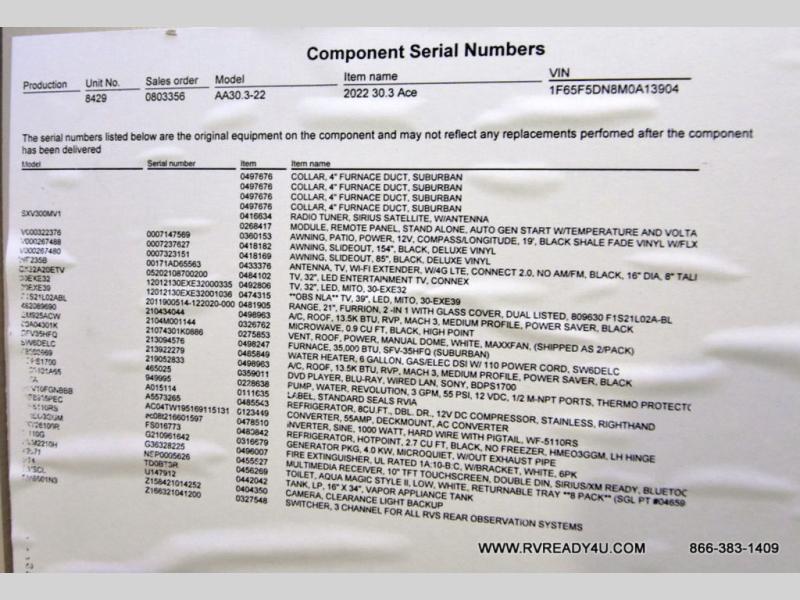 Component Serial Numbers
Production Unit No. Sales order Model Item name VIN
8429 0803356 AA30.3-22 2022 30.3 Ace 1F65F5DN8M0A13904
The serial numbers listed below are the original equipment on the component and may not reflect any replacements perfomed after the component
has been delivered
Model Serial number Item Item name
0497676 COLLAR, 4" FURNACE DUCT, SUBURBAN
0497676 COLLAR, 4" FURNACE DUCT, SUBURBAN
0497676 COLLAR, 4" FURNACE DUCT, SUBURBAN
0497676 COLLAR, 4" FURNACE DUCT, SUBURBAN
SXV300MV1 0416634 RADIO TUNER, SIRIUS SATELLITE, W/ANTENNA
0268417 MODULE, REMOTE PANEL, STAND ALONE, AUTO GEN START W/TEMPERATURE AND VOLTA
V000322376 0007147569 0360153 AWNING, PATIO, POWER, 12V, COMPASS/LONGITUDE, 19', BLACK SHALE FADE VINYL W/FLX
V000267488 0007237627 0418182 AWNING, SLIDEOUT, 154", BLACK, DELUXE VINYL
V000267480 0007323151 0418169 AWNING, SLIDEOUT, 85", BLACK, DELUXE VINYL
00171AD65563 0433376 ANTENNA, TV, WI-FI EXTENDER, W/4G LTE, CONNECT 2.0, NO AM/FM, BLACK, 16" DIA, 8" TALI
05202108700200 0484102 TV, 32", LED ENTERTAINMENT TV, CONNEX
12012130EXE32000335 0492806 TV, 32", LED, MITO, 30-EXE32
12012130EXE32001036 0474315 **OBS NLA** TV, 39", LED, MITO, 30-EXE39
F1S21L02ABL 2011900514-122020-000 0481905 RANGE, 21", FURRION, 2 -IN 1 WITH GLASS COVER, DUAL LISTED, 809630 F1S21L02A-BL
210434044 0498963 A/C, ROOF, 13.5K BTU, RVP, MACH 3, MEDIUM PROFILE, POWER SAVER, BLACK
2104M001144 0326762 MICROWAVE, 0.9 CU FT, BLACK, HIGH POINT
21074301K0886 0275853 VENT, ROOF, POWER, MANUAL DOME, WHITE, MAXXFAN, (SHIPPED AS 2/PACK)
213094576 0498247 FURNACE, 35,000 BTU, SFV-35HFQ (SUBURBAN)
SW6DELC 213922279 0465849 WATER HEATER, 6 GALLON, GAS/ELEC DSI W/ 110 POWER CORD, SW6DELC
219052833 0498963 A/C, ROOF, 13.5K BTU, RVP, MACH 3, MEDIUM PROFILE, POWER SAVER, BLACK
465025 0359011 DVD PLAYER, BLU-RAY, WIRED LAN, SONY, BDPS1700
949995 0228638 PUMP, WATER, REVOLUTION, 3 GPM, 55 PSI, 12 VDC, 1/2 M-NPT PORTS, THERMO PROTECTC
A015114 0111635 LABEL, STANDARD SEALS RVIA
A5573265 0485543 REFRIGERATOR, 8CU.FT., DBL. DR., 12V DC COMPRESSOR, STAINLESS, RIGHTHAND
AC04TW195169115131 0123449 CONVERTER, 55AMP, DECKMOUNT, AC CONVERTER
ac08t216601597 0478510 INVERTER, SINE, 1000 WATT, HARD WIRE WITH PIGTAIL, WF-5110RS
FS016773 0483842 REFRIGERATOR, HOTPOINT, 2.7 CU FT, BLACK, NO FREEZER, HME03GGM, LH HINGE
G210961642 0316679 GENERATOR PKG, 4.0 KW, MICROQUIET, W/OUT EXHAUST PIPE
G36328225 0496007 FIRE EXTINGUISHER, UL RATED 1A:10-B:C, W/BRACKET, WHITE, 6PK
NEP0005626 0455527 MULTIMEDIA RECEIVER, 10" TFT TOUCHSCREEN, DOUBLE DIN, SIRIUS/XM READY, BLUETOC
TD0BT3R 0456269 TOILET, AQUA MAGIC STYLE II, LOW, WHITE, RETURNABLE TRAY **8 PACK** (SGL PT #04659
U147912 0442042 TANK, LP, 16" X 34", VAPOR APPLIANCE TANK
Z158421014252 0404350 CAMERA, CLEARANCE LIGHT BACKUP
Z166321041200 0327548 SWITCHER, 3 CHANNEL FOR ALL RVS REAR OBSERVATION SYSTEMS
WWW.RVREADY4U.COM 866-383-1409